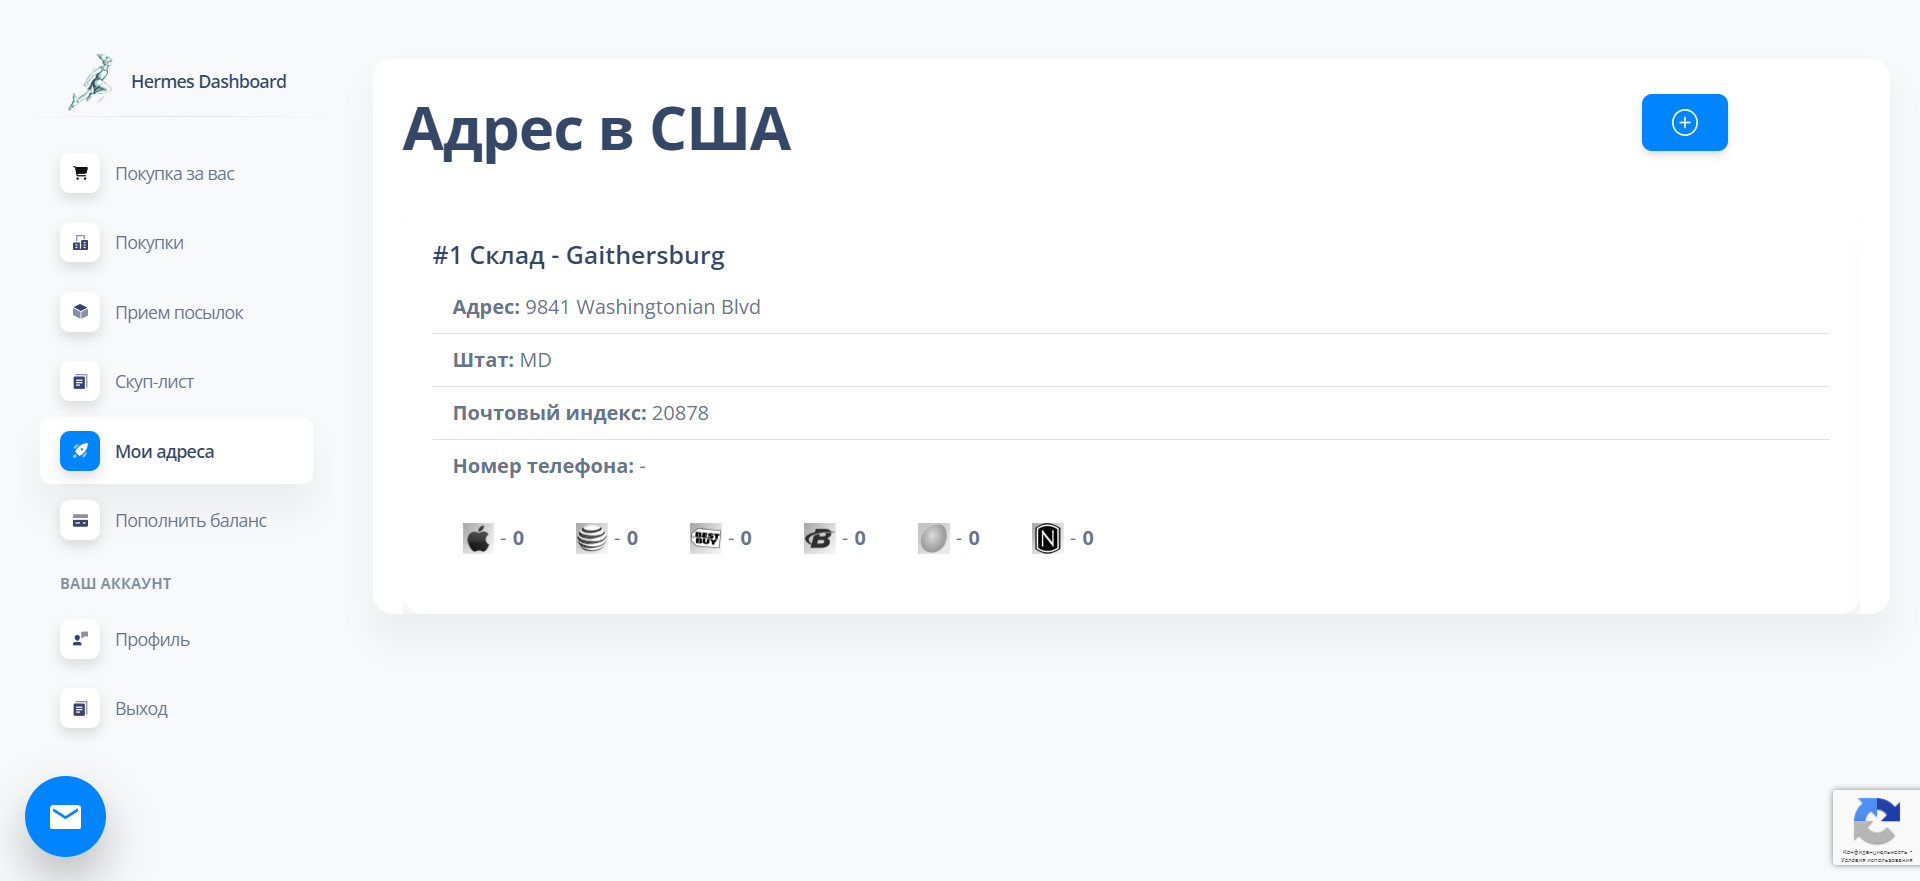 Hermes Dashboard
Покупка за вас
Покупки
Прием посылок
Скуп-лист
Мои адреса
Пополнить баланс
ВАШ АККАУНТ
Профиль
Выход
Адрес в США
#1 Склад - Gaithersburg
Адрес: 9841 Washingtonian Blvd
Штат: MD
Почтовый индекс: 20878
Номер телефона: -
- 0 - 0 BEST BUY - 0 B - 0 - 0 N - 0
Конфиденциальность -
Условия использования